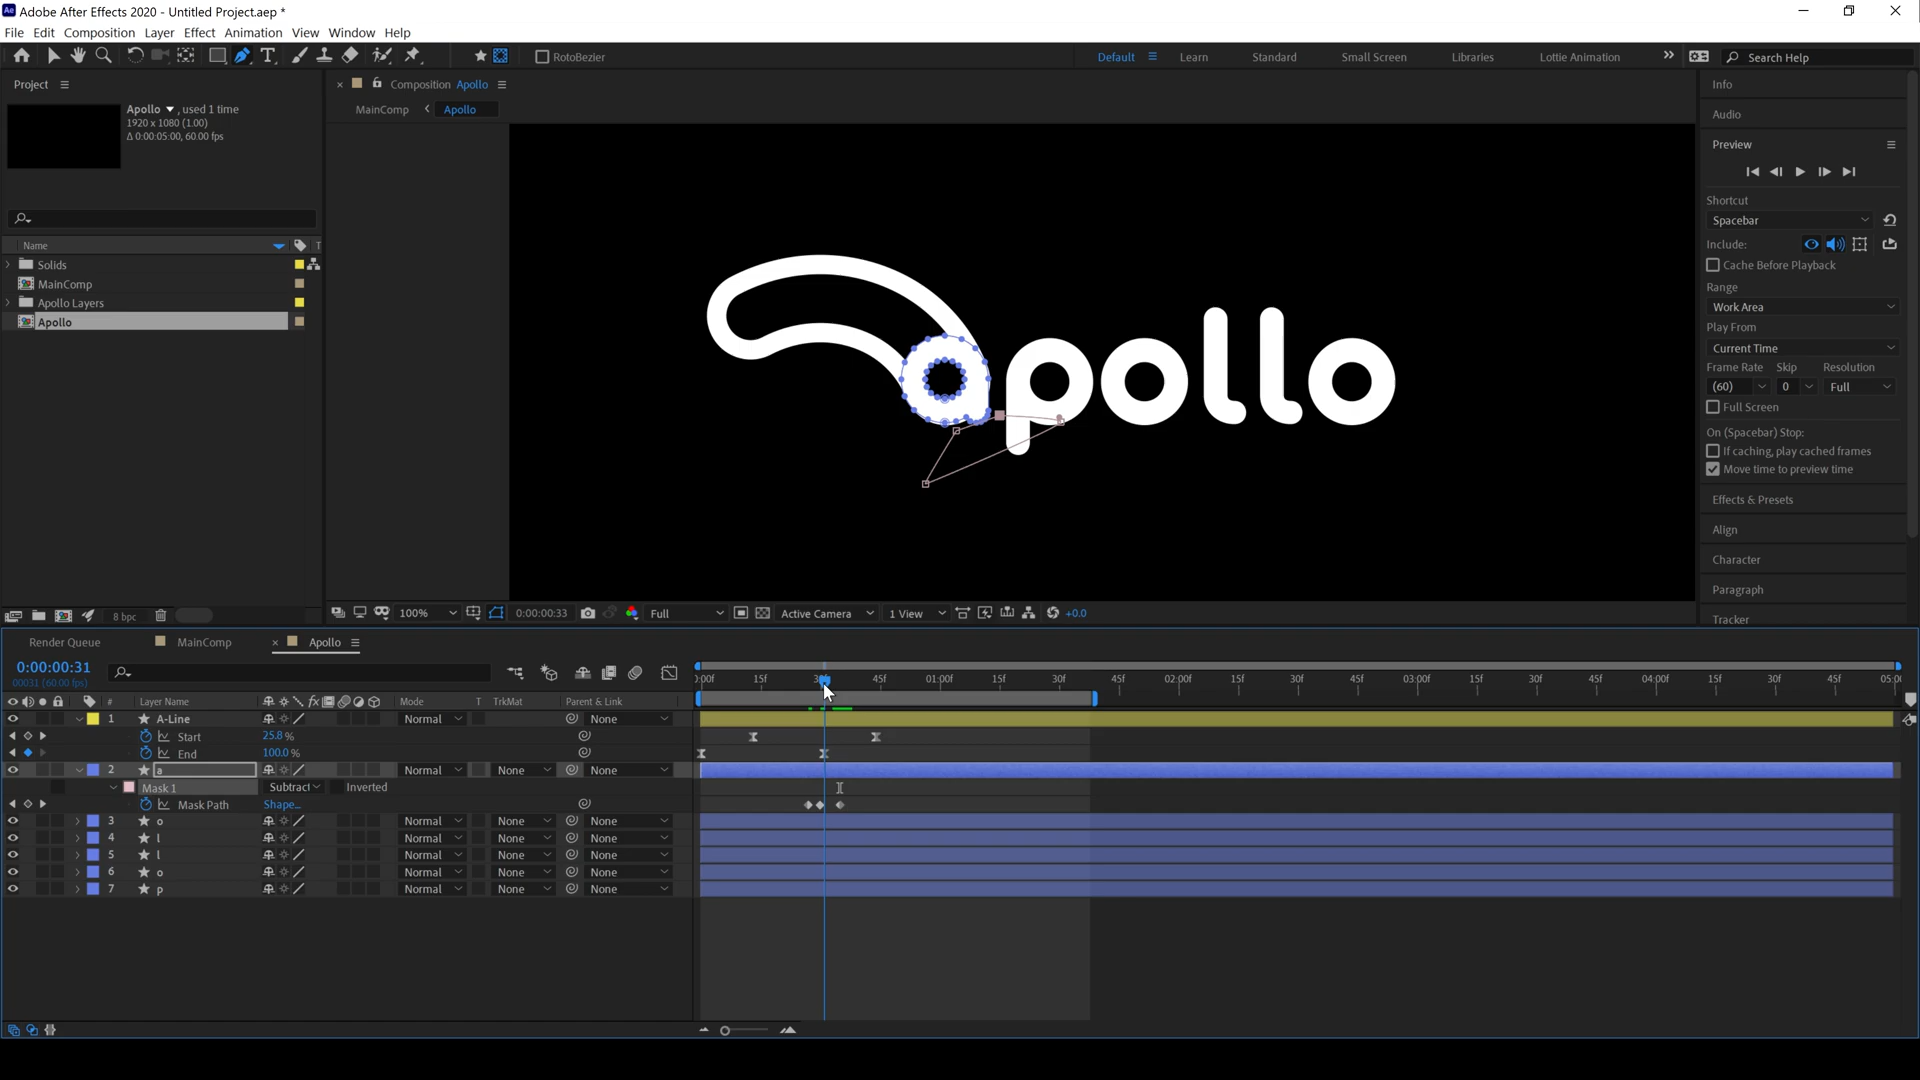 Adobe After Effects 2020 - Untitled Project.aep *
File Edit Composition Layer Effect Animation View Window Help
RotoBezier
Default Learn Standard Small Screen Libraries Lottie Animation » Search Help
Project
Apollo , used 1 time
1920 x 1080 (1.00)
Δ 0:00:05:00, 60.00 fps
Composition Apollo
MainComp Apollo
Name T
Solids
MainComp
Apollo Layers
Apollo
8 bpc
pollo
100% 0:00:00:33 Full Active Camera 1 View +0.0
Info
Audio
Preview
Shortcut
Spacebar
Include:
Cache Before Playback
Range
Work Area
Play From
Current Time
Frame Rate Skip Resolution
(60) 0 Full
Full Screen
On (Spacebar) Stop:
If caching, play cached frames
Move time to preview time
Effects & Presets
Align
Character
Paragraph
Tracker
Render Queue MainComp Apollo
0:00:00:31
00031 (60.00 fps)
# Layer Name Mode T TrkMat Parent & Link
15f 45f 01:00f 15f 30f 45f 02:00f 15f 30f 45f 03:00f 15f 30f 45f 04:00f 15f 30f 45f
1 A-Line Normal None
Start 25.8 %
End 100.0 %
2 a Normal None None
Mask 1 Subtract Inverted
Mask Path Shape...
3 o Normal None None
4 l Normal None None
5 l Normal None None
6 o Normal None None
7 p Normal None None